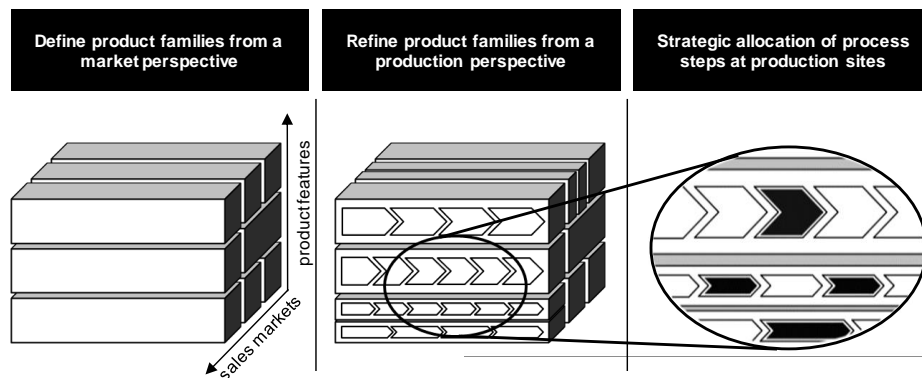 Define product families from a
market perspective
Refine product families from a
production perspective
Strategic allocation of process
steps at production sites
product features
sales markets